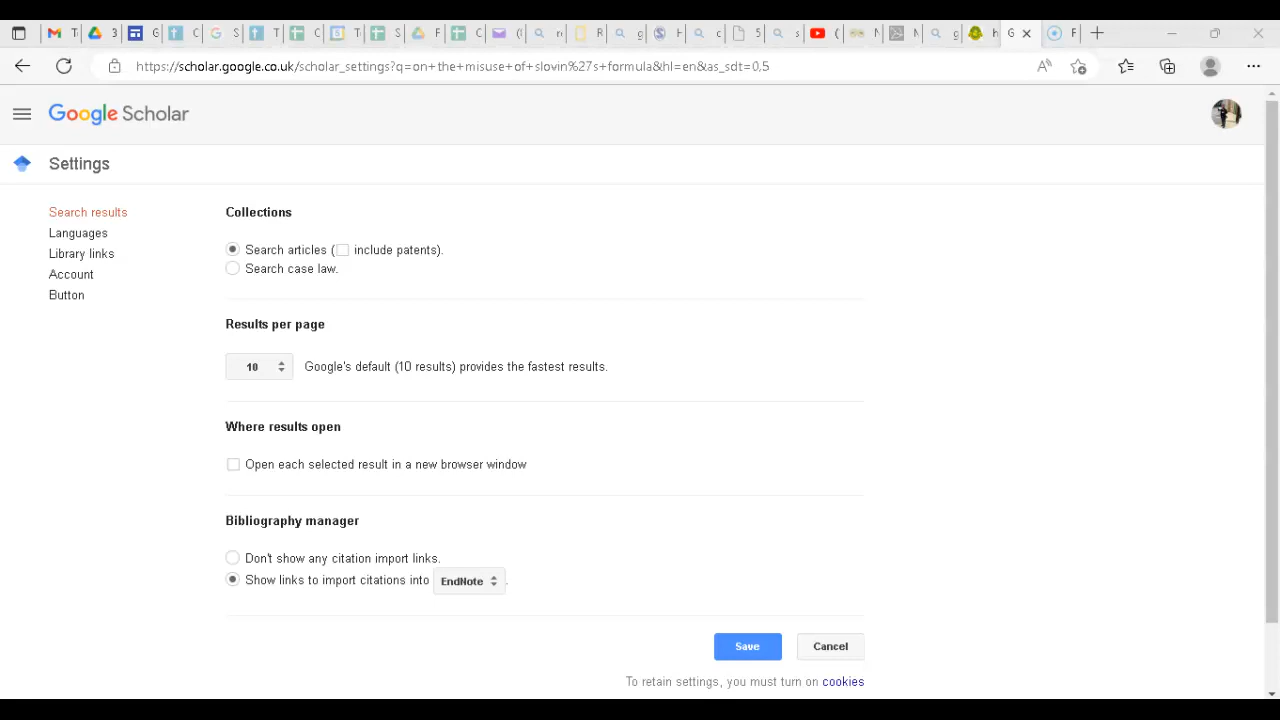 https://scholar.google.co.uk/scholar_settings?q=on+the+misuse+of+slovin%27s+formula&hl=en&as_sdt=0,5
Google Scholar
Settings
Search results
Languages
Library links
Account
Button
Collections
Search articles ( include patents).
Search case law.
Results per page
10 Google's default (10 results) provides the fastest results.
Where results open
Open each selected result in a new browser window
Bibliography manager
Don't show any citation import links.
Show links to import citations into EndNote .
Save Cancel
To retain settings, you must turn on cookies